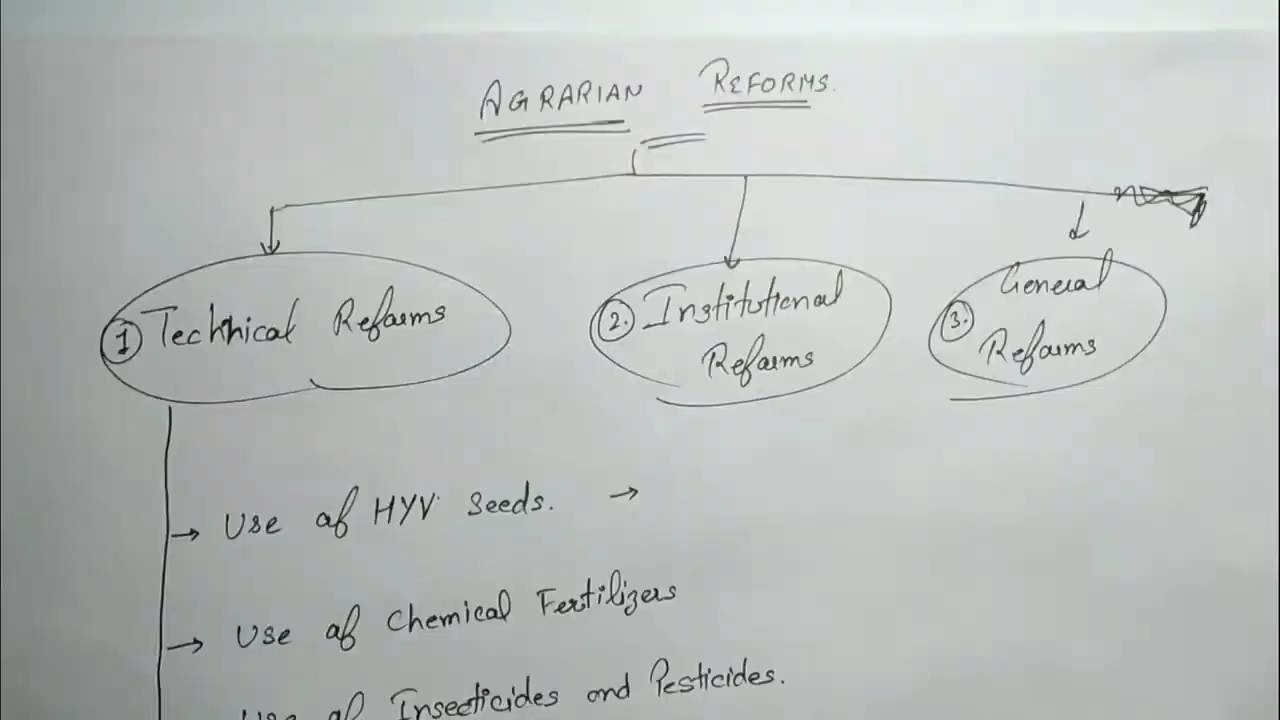 AGRARIAN REFORMS.
1 Technical Reforms
2. Institutional
Reforms
3. General
Reforms
→ Use of HYV Seeds. →
→ Use of Chemical Fertilizers
Use of Insecticides and Pesticides.